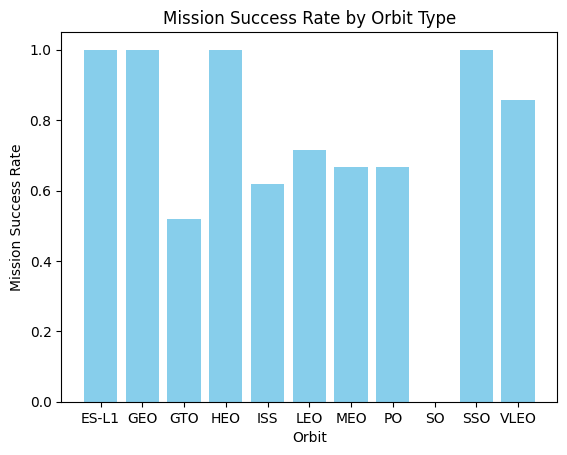 Mission Success Rate by Orbit Type
Mission Success Rate
1.0
0.8
0.6
0.4
0.2
0.0
ES-L1 GEO GTO HEO ISS LEO MEO PO SO SSO VLEO
Orbit